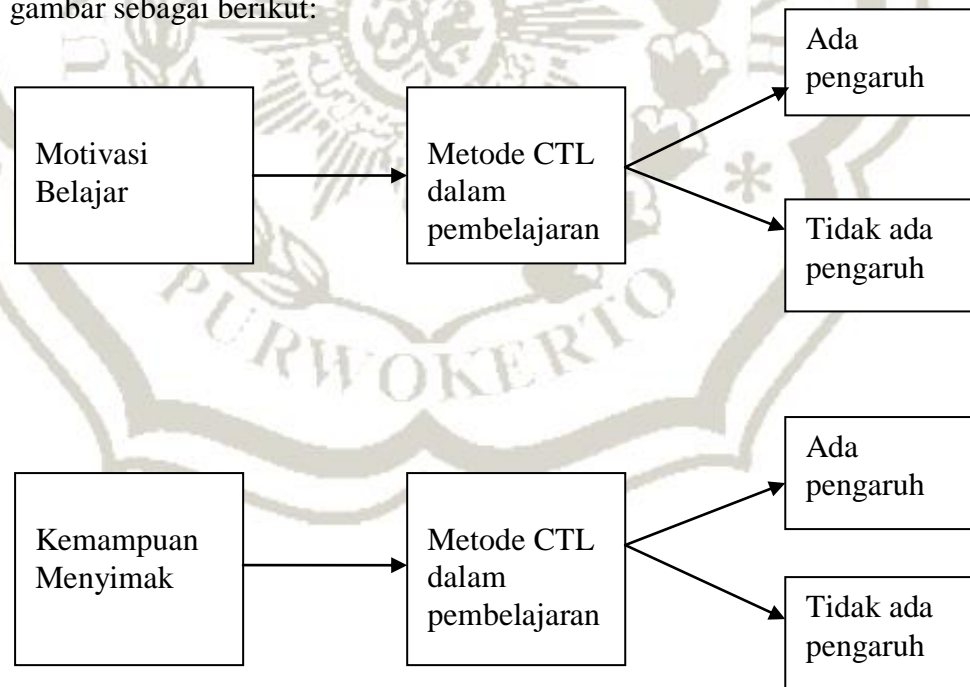 gambar sebagai berikut:
Ada
pengaruh
Motivasi
Belajar
Metode CTL
dalam
pembelajaran
Tidak ada
pengaruh
PURWOKERTO
Ada
pengaruh
Kemampuan
Menyimak
Metode CTL
dalam
pembelajaran
Tidak ada
pengaruh